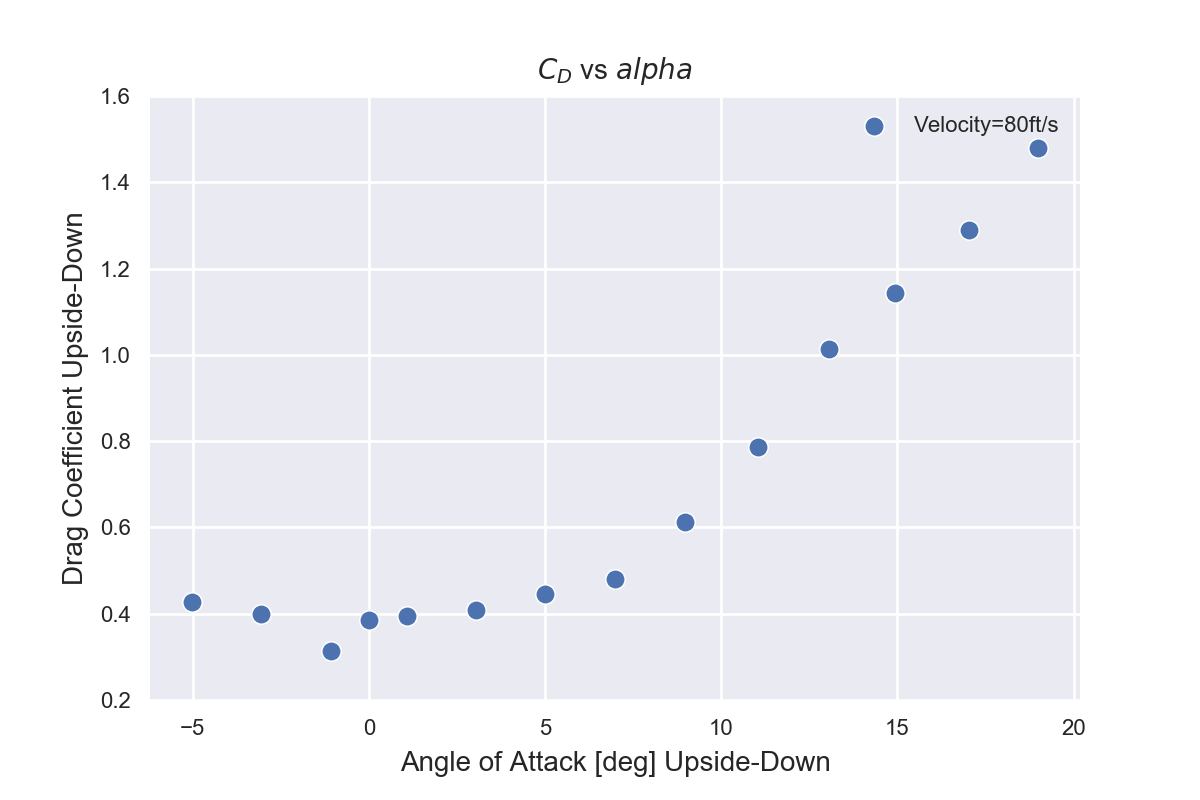 C_D vs alpha
Velocity=80ft/s
1.6
1.4
1.2
1.0
0.8
0.6
0.4
0.2
Drag Coefficient Upside-Down
−5 0 5 10 15 20
Angle of Attack [deg] Upside-Down